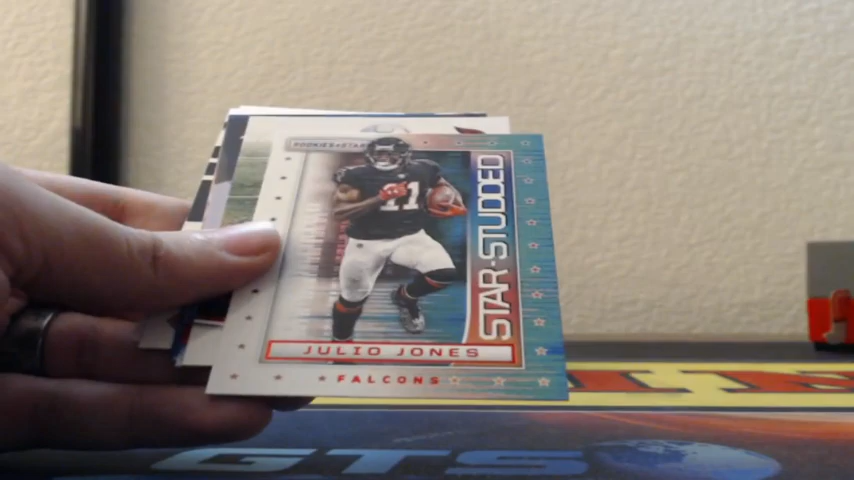 ROOKIES & STARS
11
STAR-STUDDED
JULIO JONES
FALCONS
GTS